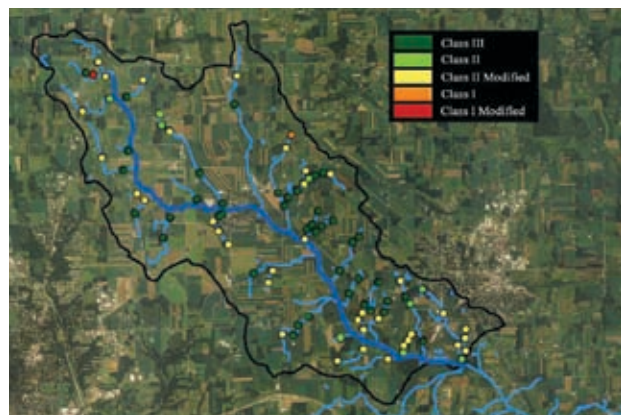 Class III
Class II
Class II Modified
Class I
Class I Modified